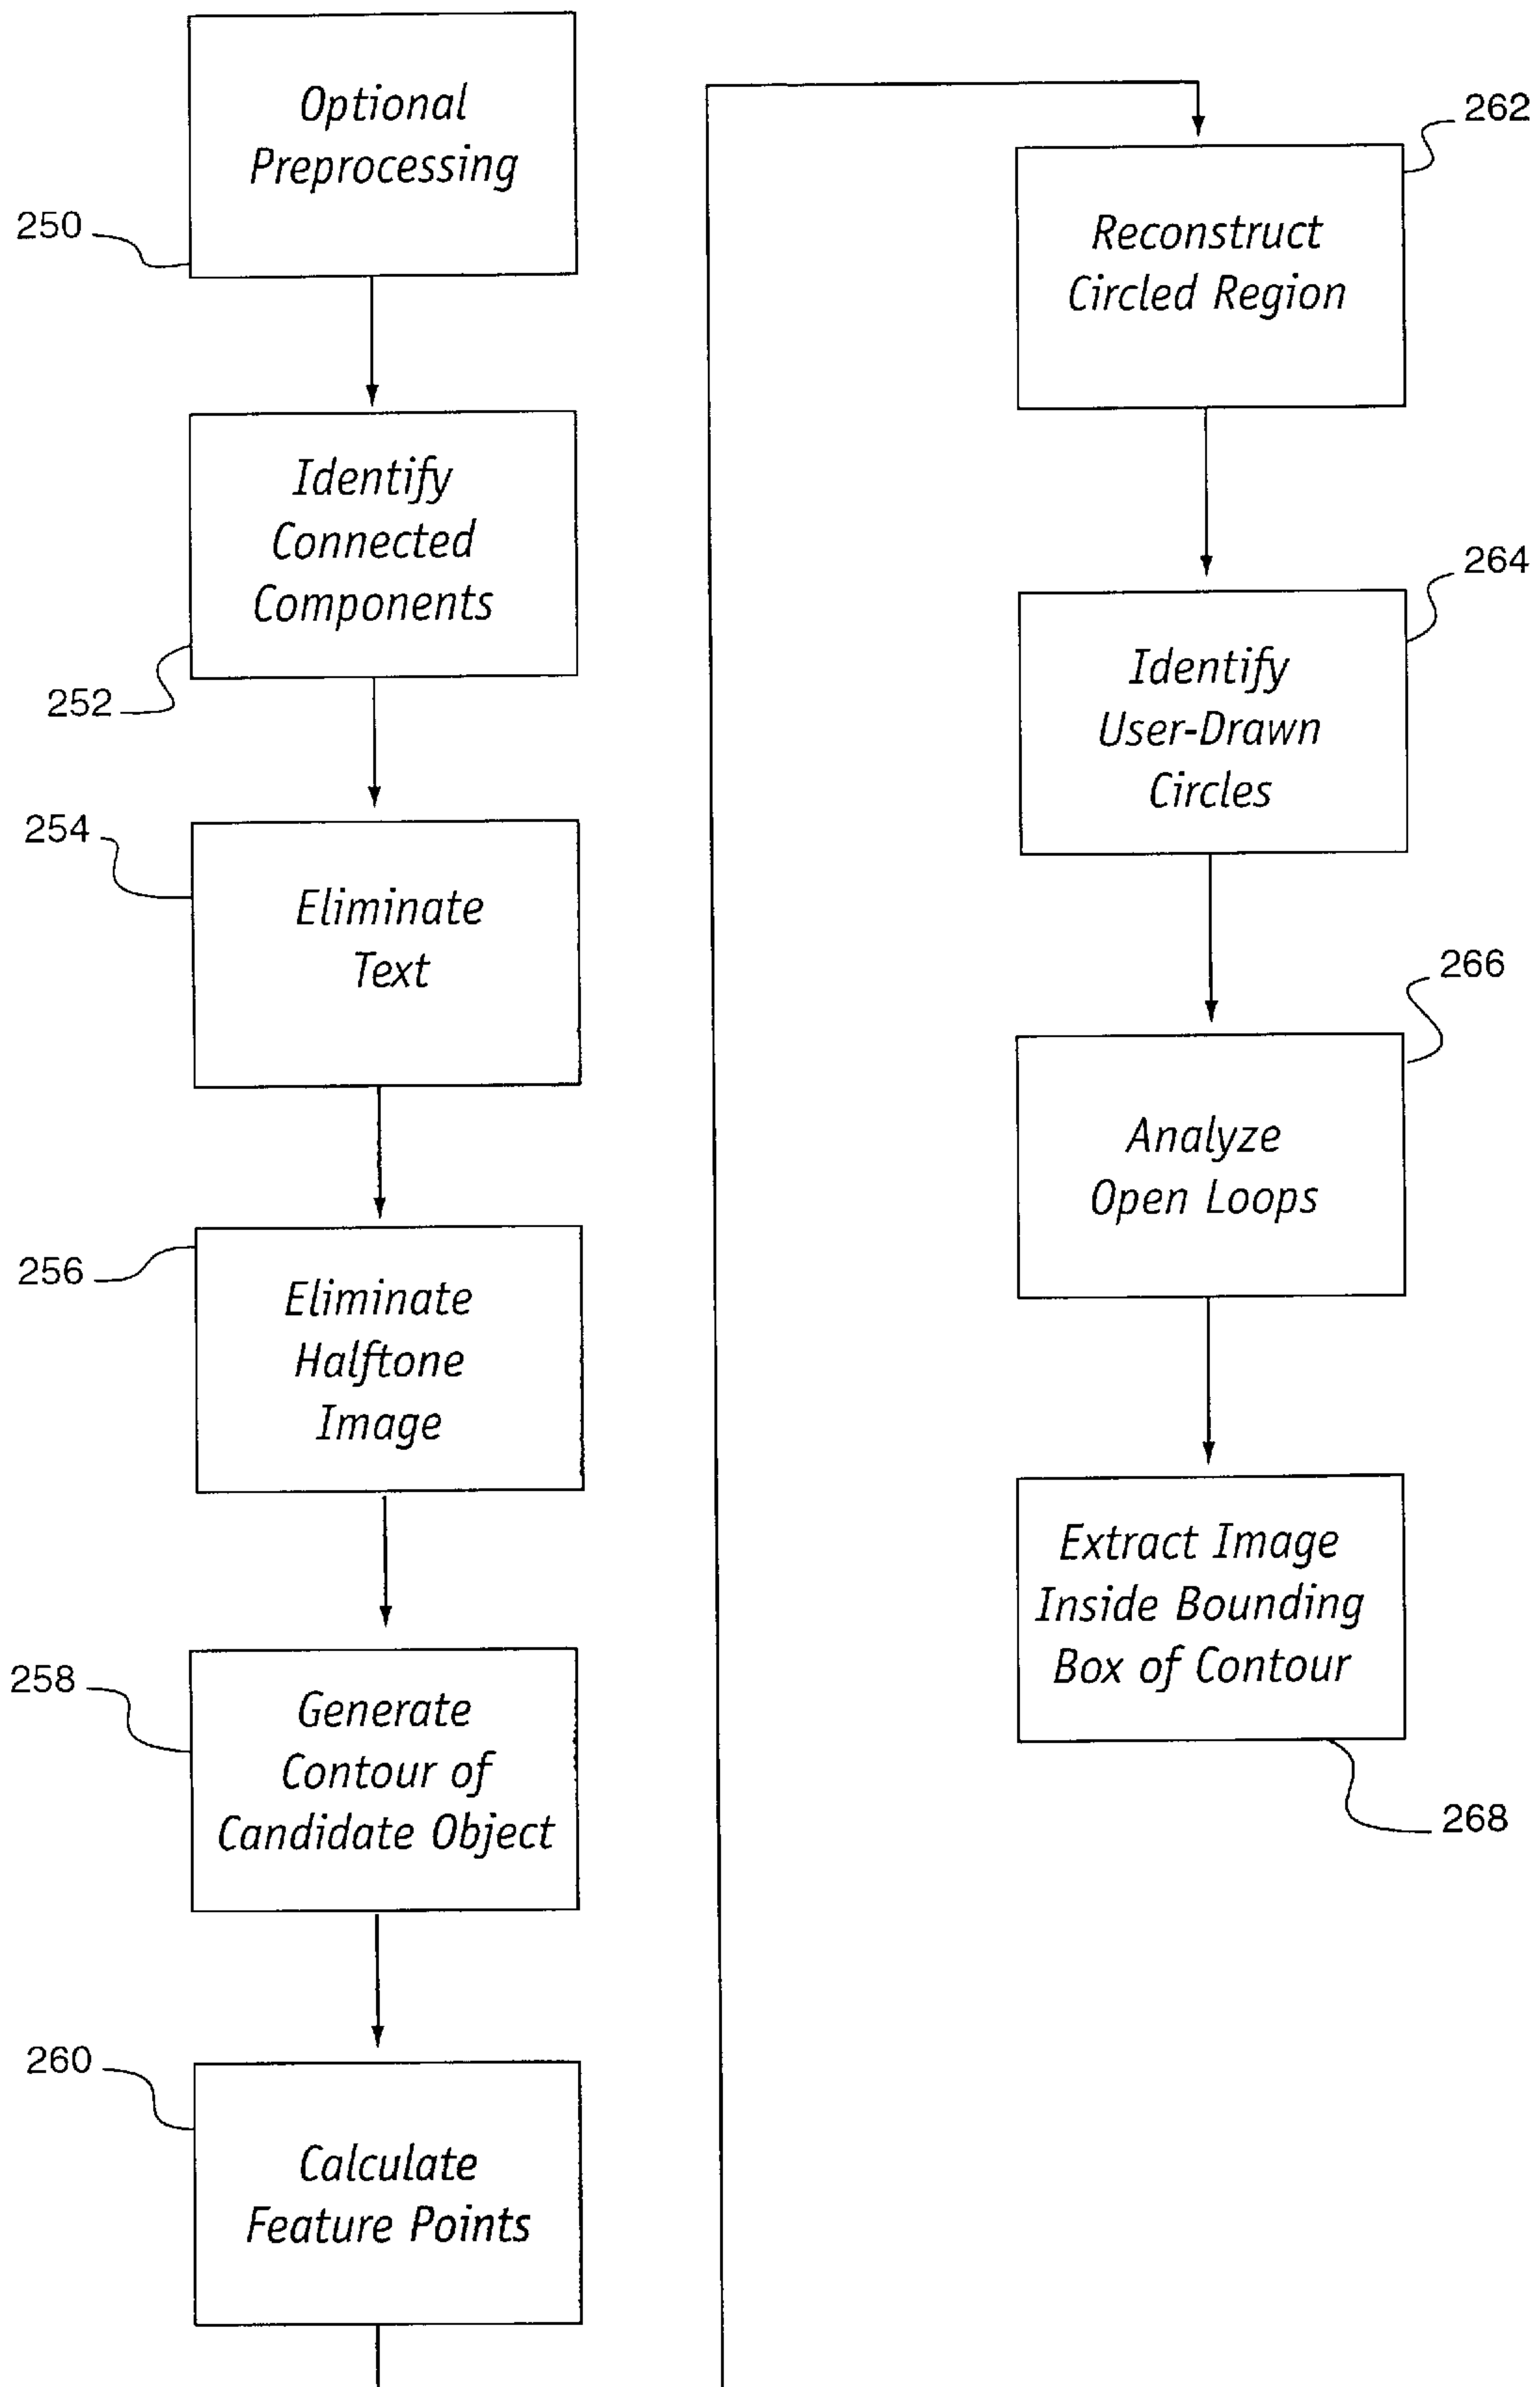 Optional
Preprocessing
250
Identify
Connected
Components
252
254
Eliminate
Text
256
Eliminate
Halftone
Image
258
Generate
Contour of
Candidate Object
260
Calculate
Feature Points
262
Reconstruct
Circled Region
264
Identify
User-Drawn
Circles
266
Analyze
Open Loops
Extract Image
Inside Bounding
Box of Contour
268